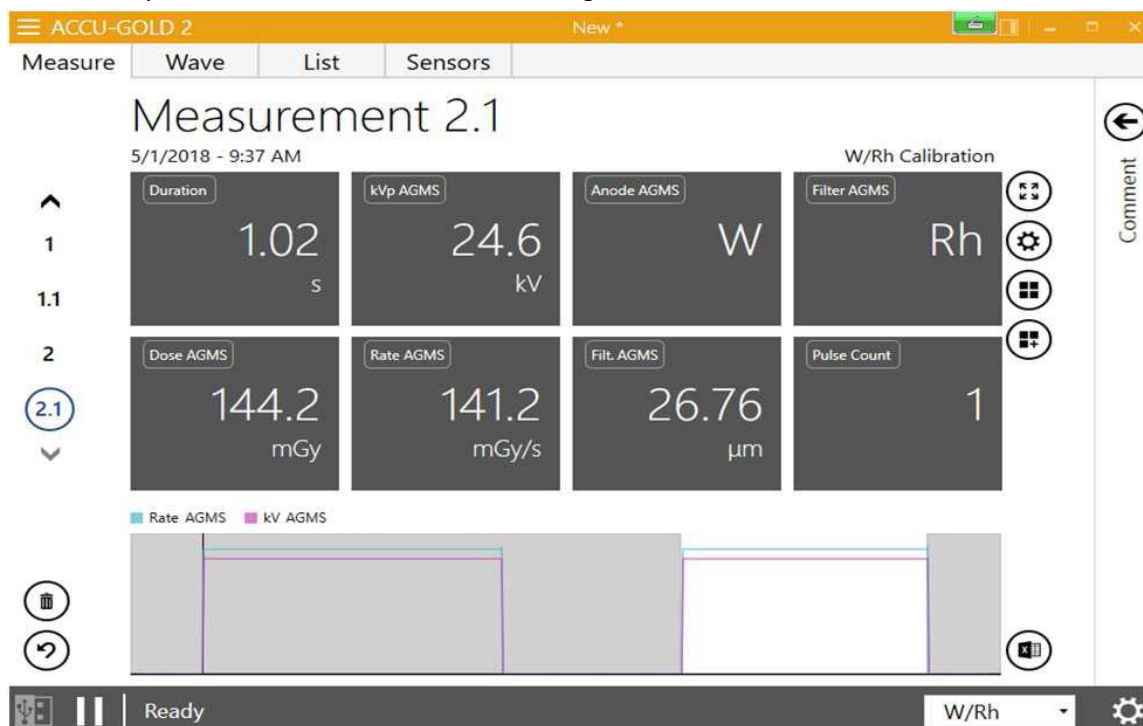 ACCU-GOLD 2 New *
Measure Wave List Sensors
Measurement 2.1
5/1/2018 - 9:37 AM W/Rh Calibration
Comment
1
1.1
2
2.1
Duration
1.02
s
kVp AGMS
24.6
kV
Anode AGMS
W
Filter AGMS
Rh
Dose AGMS
144.2
mGy
Rate AGMS
141.2
mGy/s
Filt. AGMS
26.76
µm
Pulse Count
1
Rate AGMS kV AGMS
Ready W/Rh